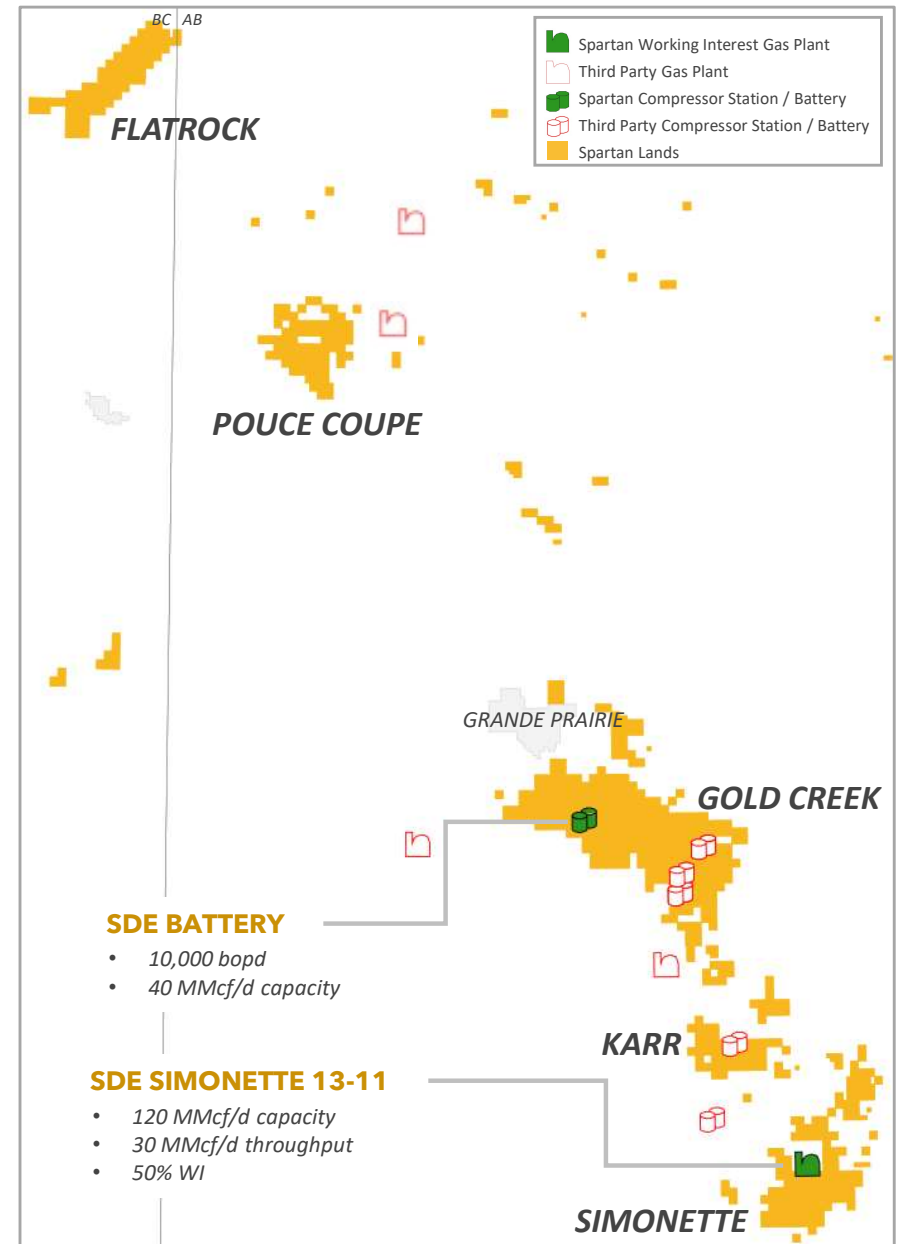 BC AB
Spartan Working Interest Gas Plant
Third Party Gas Plant
Spartan Compressor Station / Battery
Third Party Compressor Station / Battery
Spartan Lands
FLATROCK
POUCE COUPE
GRANDE PRAIRIE
GOLD CREEK
SDE BATTERY
• 10,000 bopd
• 40 MMcf/d capacity
KARR
SDE SIMONETTE 13-11
• 120 MMcf/d capacity
• 30 MMcf/d throughput
• 50% WI
SIMONETTE